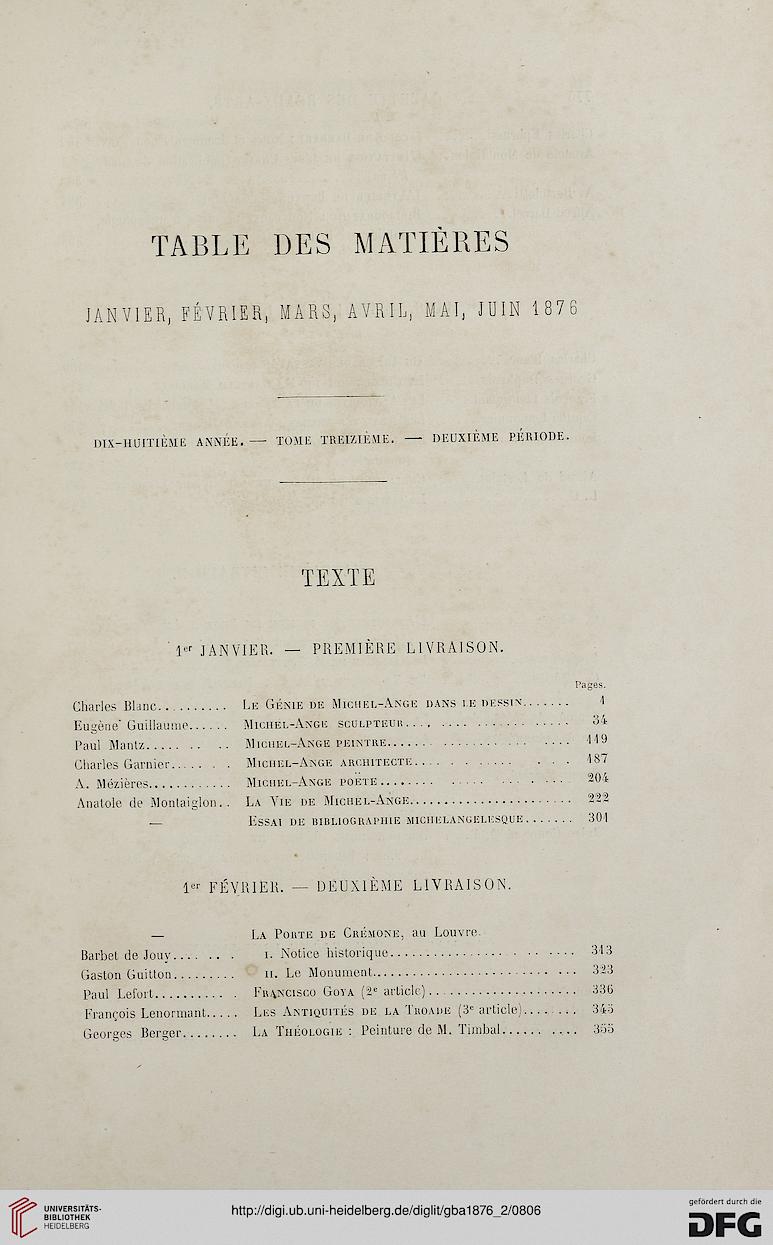 TABLE DES MATIÈRES
JANVIER, FÉVRIER, MARS, AVRIL, MAI, JUIN 1876
DIX-HUITIÈME ANNÉE. — TOME TREIZIÈME. — DEUXIÈME PÉRIODE.
TEXTE
1er JANVIER. — PREMIÈRE LIVRAISON.
Pages.
Charles Blanc........... LE GÉNIE DE MICHEL-ANGE DANS LE DESSIN....... 1
Eugène Guillaume...... MICHEL-ANGE SCULPTEUR.................. 34
Paul Mantz......... MICHEL-ANGE PEINTRE.................... 119
Charles Garnier........ MICHEL-ANGE ARCHITECTE............... 187
A. Mézières............ MICHEL-ANGE POËTE.................... 204
Anatole de Montaiglon.. LA VIE DE MICHEL-ANGE....................... 222
— ESSAI DE BIBLIOGRAPHIE MICHELANGELESQUE....... 301
1er FÉVRIER. — DEUXIÈME LIVRAISON.
— LA PORTE DE CRÉMONE, au Louvre.
Barbet de Jouy........ I. Notice historique............................ 313
Gaston Guitton......... II. Le Monument............................. 323
Paul Lefort........... FRANCISCO GOYA (2e article)...................... 336
François Lenormant..... LES ANTIQUITÉS DE LA TROADE (3e article)........ 345
Georges Berger........ LA THÉOLOGIE : Peinture de M. Timbal.......... 355
UNIVERSITÄTS-
BIBLIOTHEK
HEIDELBERG
http://digi.ub.uni-heidelberg.de/diglit/gba1876_2/0806
gefördert durch die
DFG